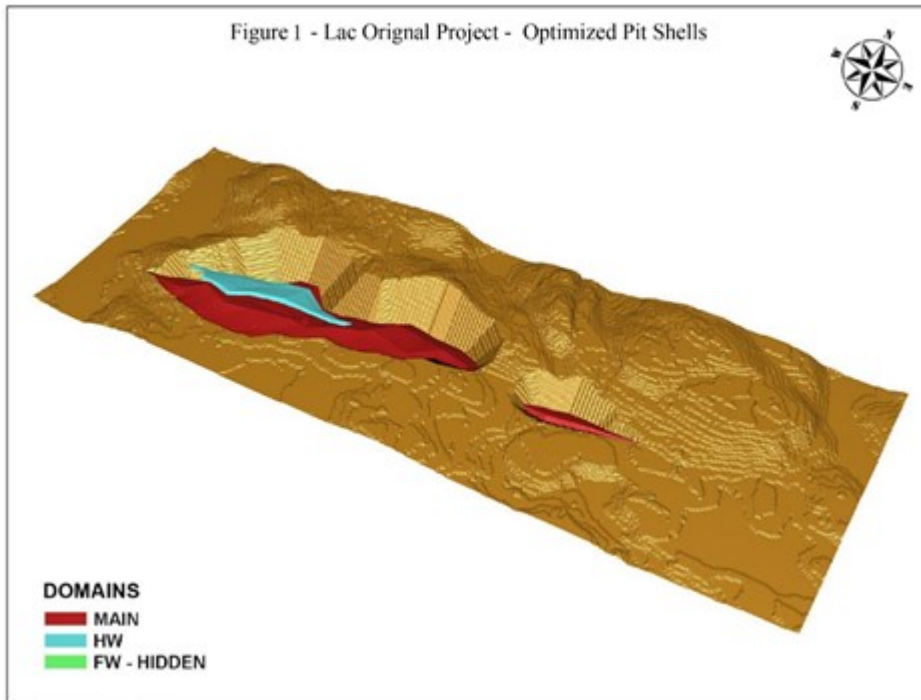 Figure 1 - Lac Orignal Project - Optimized Pit Shells
N
W
E
S
DOMAINS
MAIN
HW
FW - HIDDEN